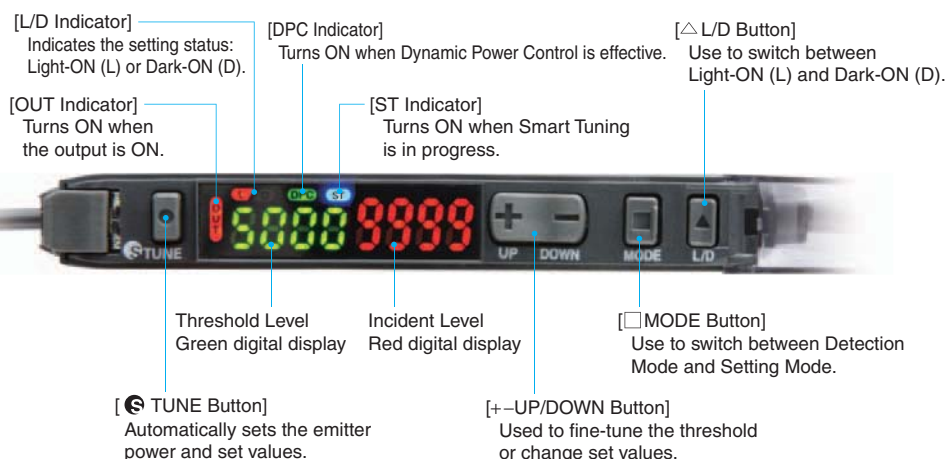 [L/D Indicator]
Indicates the setting status:
Light-ON (L) or Dark-ON (D).
[DPC Indicator]
Turns ON when Dynamic Power Control is effective.
[△ L/D Button]
Use to switch between
Light-ON (L) and Dark-ON (D).
[OUT Indicator]
Turns ON when
the output is ON.
[ST Indicator]
Turns ON when Smart Tuning
is in progress.
L DPC ST
OUT
5000 9999
S TUNE
+ −
UP DOWN
MODE
L/D
Threshold Level
Green digital display
Incident Level
Red digital display
[□ MODE Button]
Use to switch between Detection
Mode and Setting Mode.
[S TUNE Button]
Automatically sets the emitter
power and set values.
[+−UP/DOWN Button]
Used to fine-tune the threshold
or change set values.